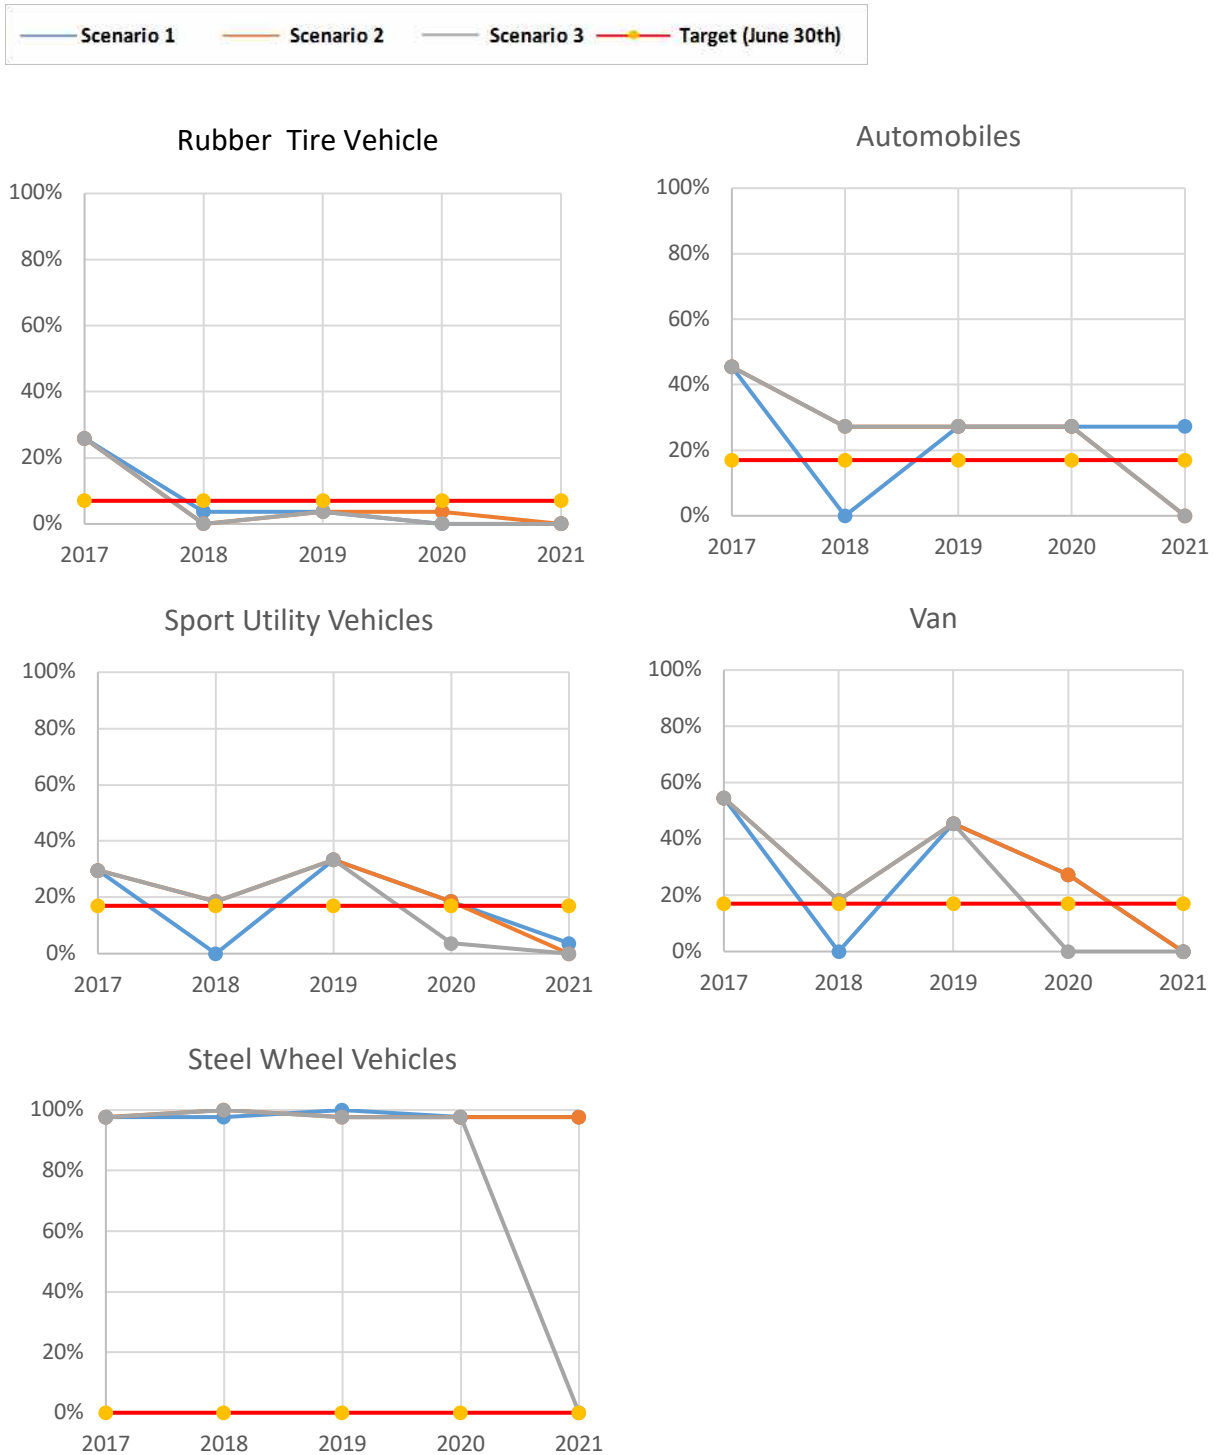 Scenario 1 Scenario 2 Scenario 3 Target (June 30th)
Rubber Tire Vehicle
100%
80%
60%
40%
20%
0%
2017 2018 2019 2020 2021
Automobiles
100%
80%
60%
40%
20%
0%
2017 2018 2019 2020 2021
Sport Utility Vehicles
100%
80%
60%
40%
20%
0%
2017 2018 2019 2020 2021
Van
100%
80%
60%
40%
20%
0%
2017 2018 2019 2020 2021
Steel Wheel Vehicles
100%
80%
60%
40%
20%
0%
2017 2018 2019 2020 2021